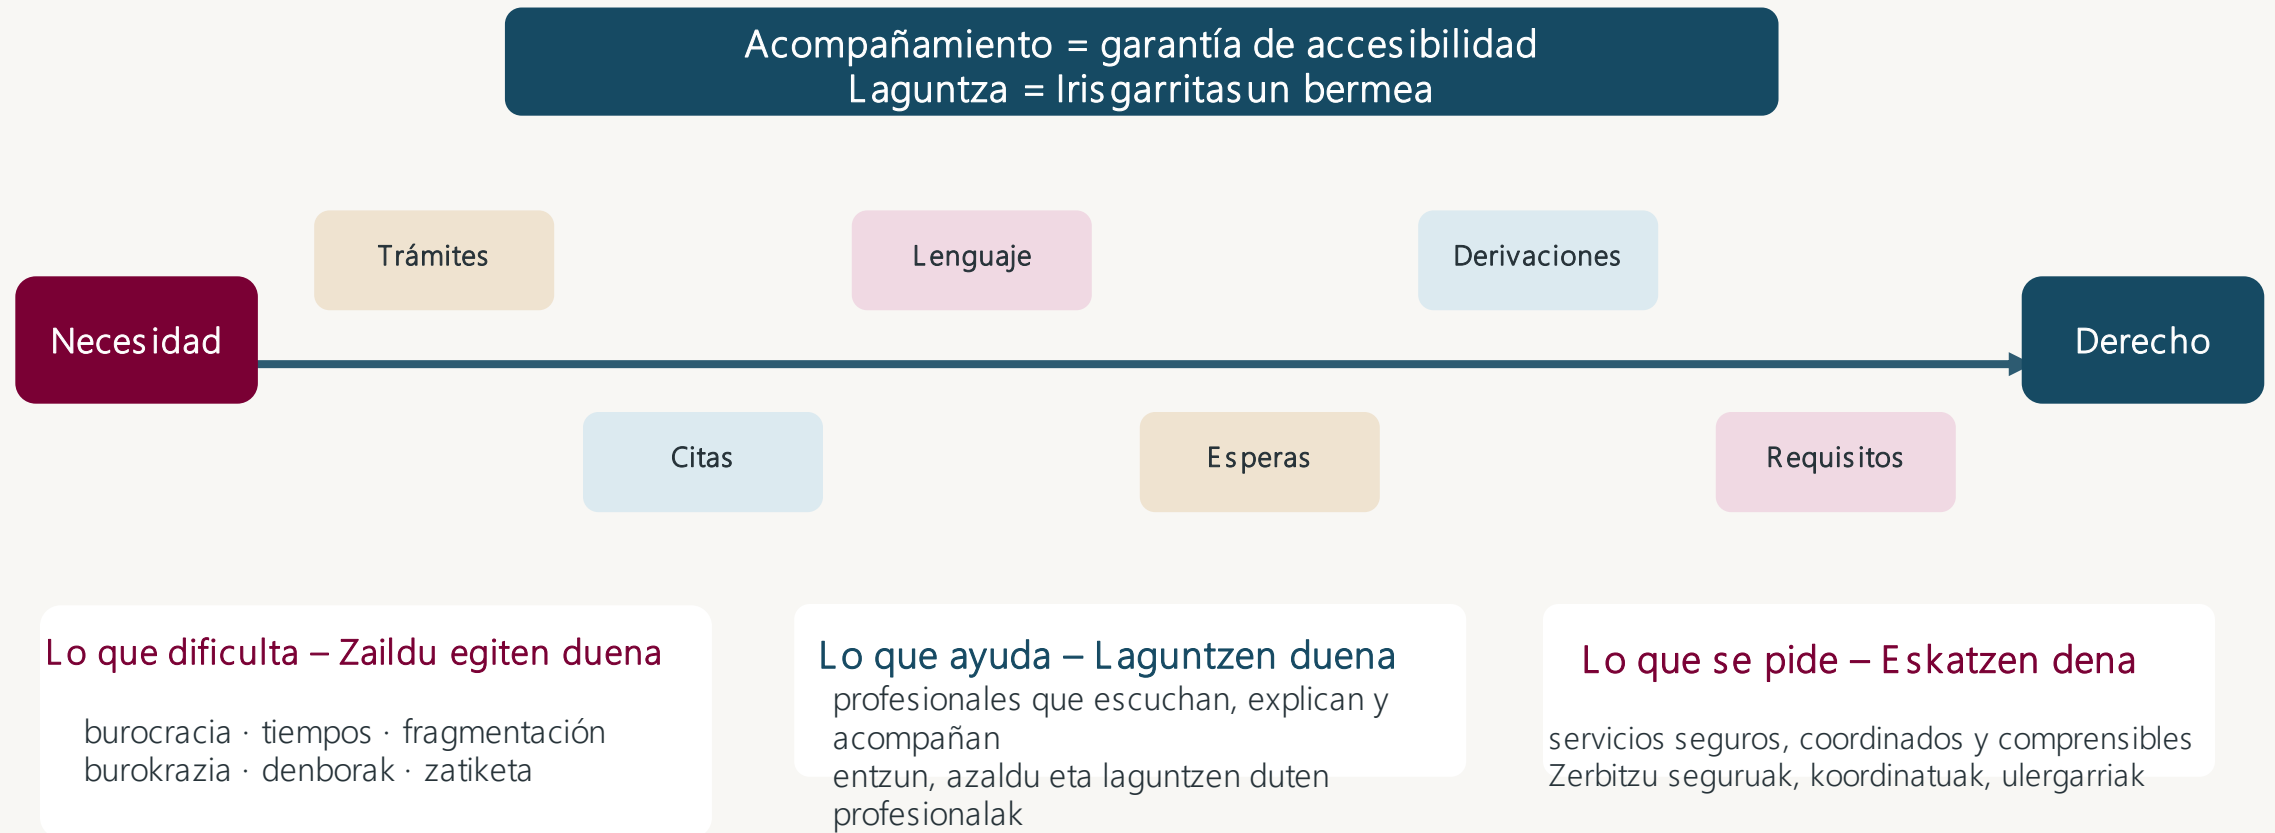 Acompañamiento = garantía de accesibilidad
Laguntza = Irisgarritasun bermea
Trámites
Lenguaje
Derivaciones
Necesidad
Derecho
Citas
Esperas
Requisitos
Lo que dificulta – Zaildu egiten duena
burocracia · tiempos · fragmentación
burokrazia · denborak · zatiketa
Lo que ayuda – Laguntzen duena
profesionales que escuchan, explican y
acompañan
entzun, azaldu eta laguntzen duten
profesionalak
Lo que se pide – Eskatzen dena
servicios seguros, coordinados y comprensibles
Zerbitzu seguruak, koordinatuak, ulergarriak